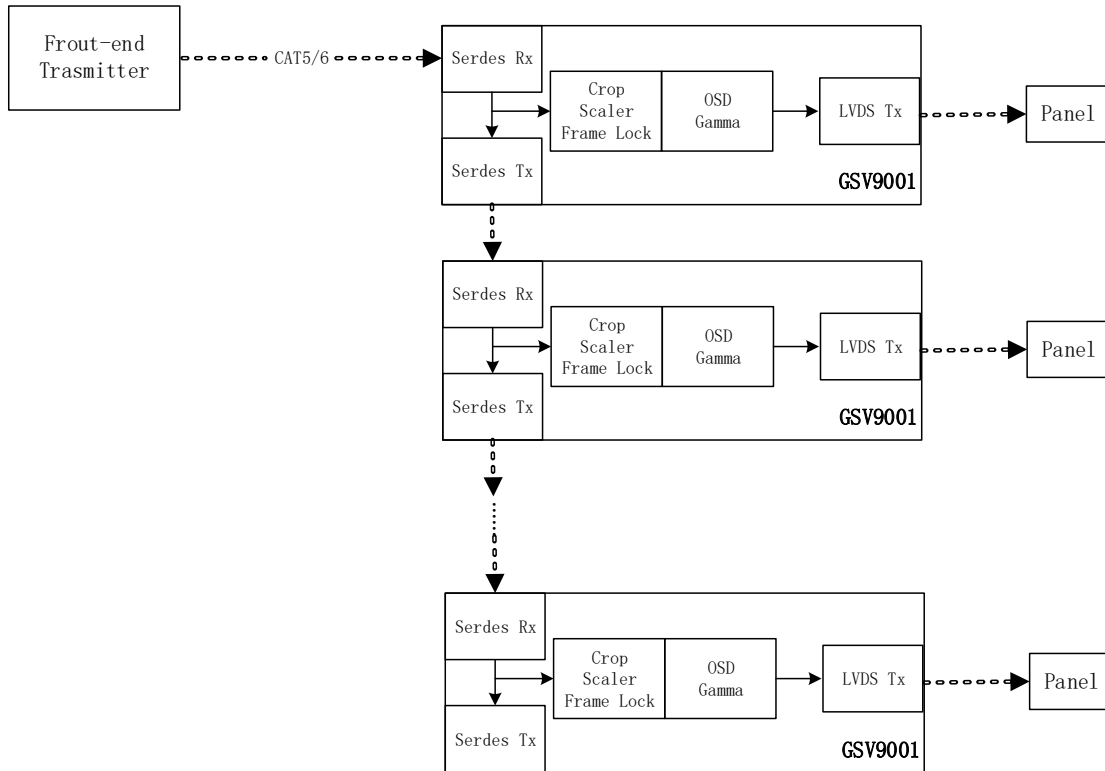 Frout-end
Trasmitter
CAT5/6
Serdes Rx
Crop
Scaler
Frame Lock
OSD
Gamma
LVDS Tx
Panel
Serdes Tx
GSV9001
Serdes Rx
Crop
Scaler
Frame Lock
OSD
Gamma
LVDS Tx
Panel
Serdes Tx
GSV9001
......
Serdes Rx
Crop
Scaler
Frame Lock
OSD
Gamma
LVDS Tx
Panel
Serdes Tx
GSV9001